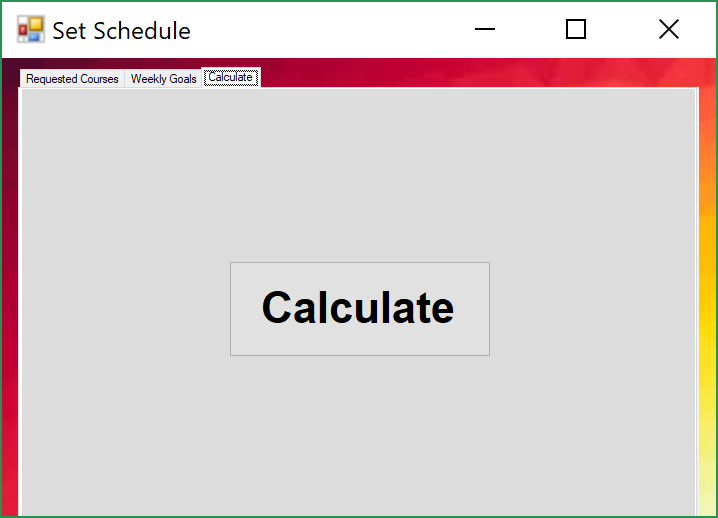 Set Schedule
Requested Courses Weekly Goals Calculate
Calculate